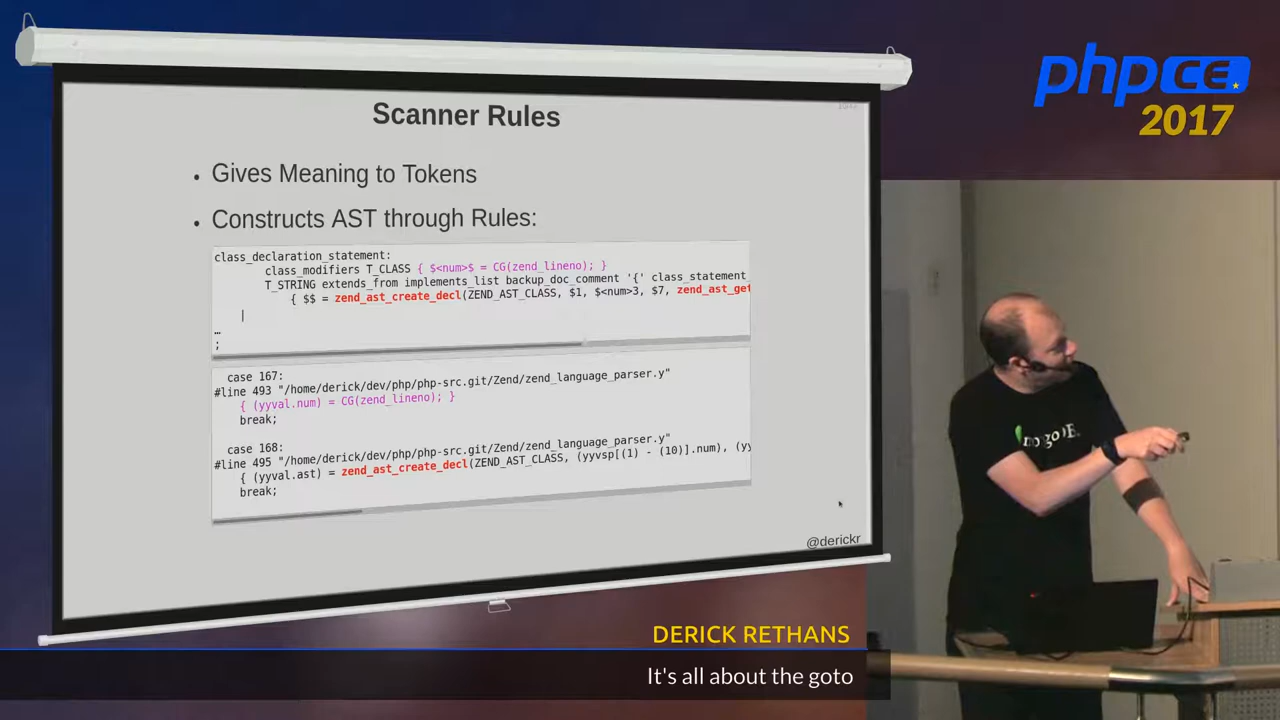 phpCE
2017
Scanner Rules
• Gives Meaning to Tokens
• Constructs AST through Rules:
class_declaration_statement:
class_modifiers T_CLASS { $<num>$ = CG(zend_lineno); }
T_STRING extends_from implements_list backup_doc_comment '{' class_statement_
{ $$ = zend_ast_create_decl(ZEND_AST_CLASS, $1, $<num>3, $7, zend_ast_get
|
…
;
case 167:
#line 493 "/home/derick/dev/php/php-src.git/Zend/zend_language_parser.y"
{ (yyval.num) = CG(zend_lineno); }
break;
case 168:
#line 495 "/home/derick/dev/php/php-src.git/Zend/zend_language_parser.y"
{ (yyval.ast) = zend_ast_create_decl(ZEND_AST_CLASS, (yyvsp[(1) - (10)].num), (yy
break;
@derickr
mongoDB
DERICK RETHANS
It's all about the goto